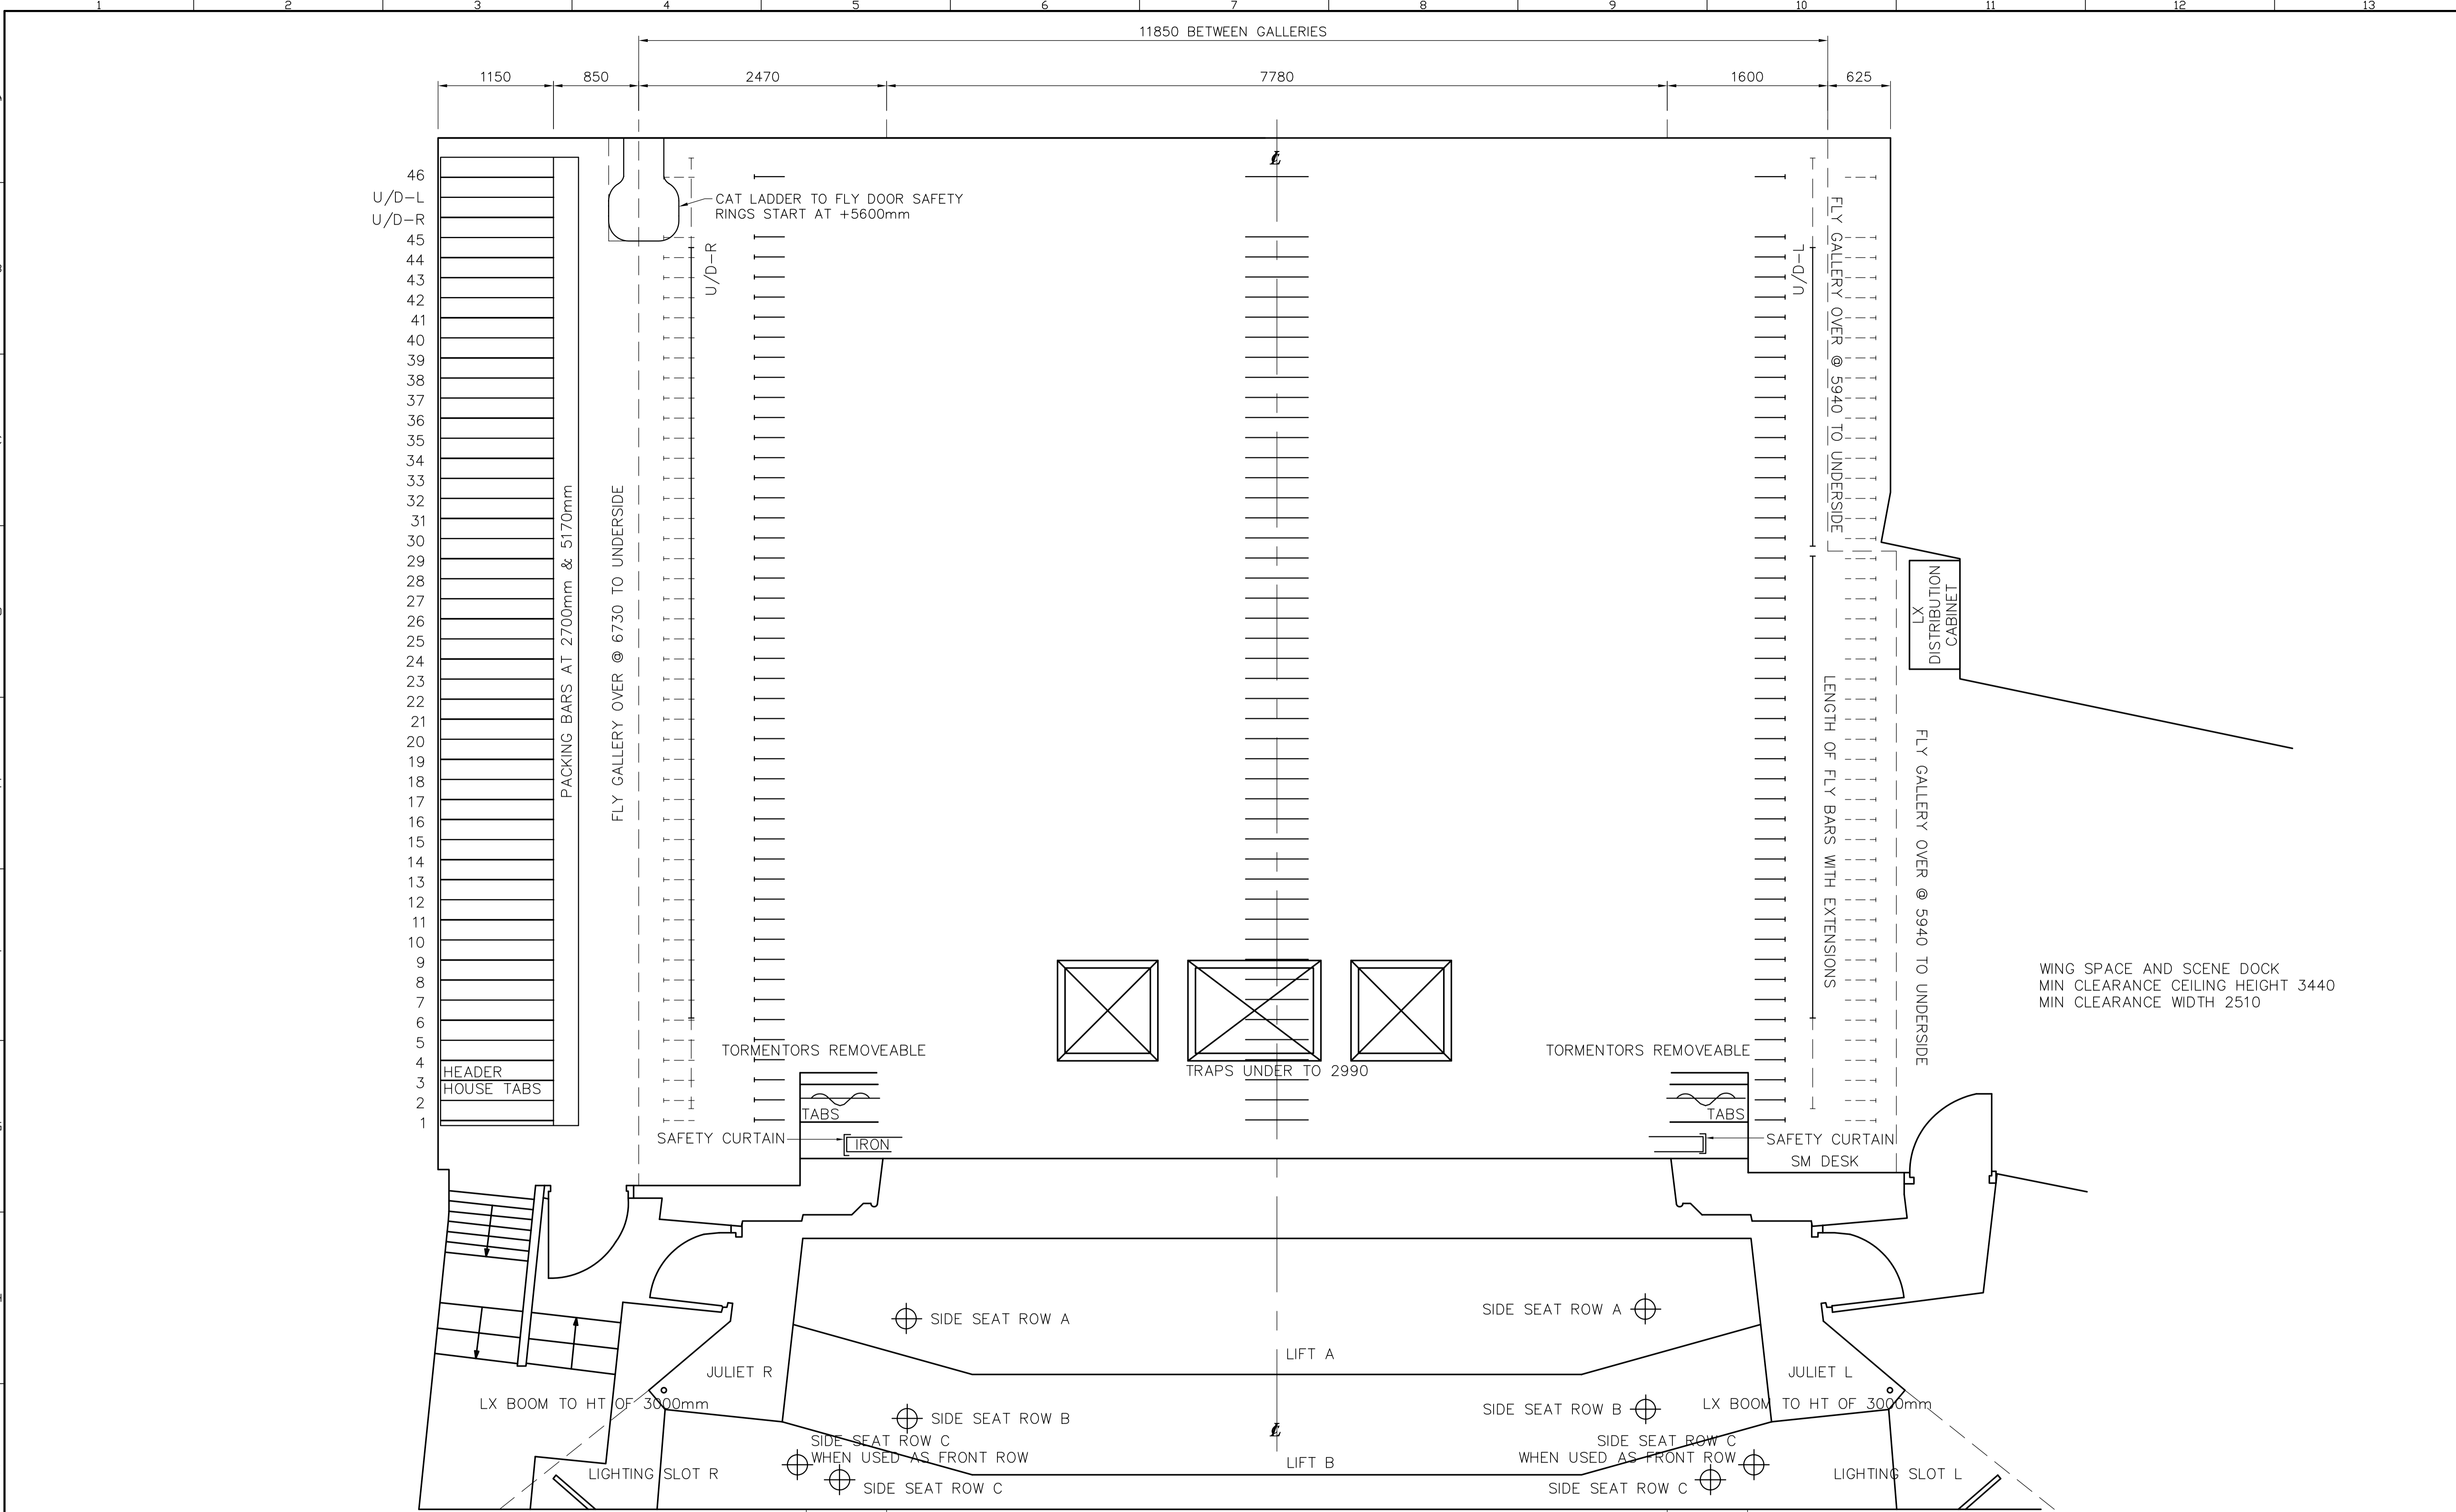 1 2 3 4 5 6 7 8 9 10 11 12 13
11850 BETWEEN GALLERIES
1150 850 2470 7780 1600 625
46
U/D-L
U/D-R
45
44
43
42
41
40
39
38
37
36
35
34
33
32
31
30
29
28
27
26
25
24
23
22
21
20
19
18
17
16
15
14
13
12
11
10
9
8
7
6
5
4
3
2
1
HEADER
HOUSE TABS
PACKING BARS AT 2700mm & 5170mm
FLY GALLERY OVER @ 6730 TO UNDERSIDE
CAT LADDER TO FLY DOOR SAFETY
RINGS START AT +5600mm
U/D-R
U/D-L
FLY GALLERY OVER @ 5940 TO UNDERSIDE
LX
DISTRIBUTION
CABINET
LENGTH OF FLY BARS WITH EXTENSIONS
FLY GALLERY OVER @ 5940 TO UNDERSIDE
WING SPACE AND SCENE DOCK
MIN CLEARANCE CEILING HEIGHT 3440
MIN CLEARANCE WIDTH 2510
TORMENTORS REMOVEABLE
TORMENTORS REMOVEABLE
TRAPS UNDER TO 2990
TABS
TABS
SAFETY CURTAIN
IRON
SAFETY CURTAIN
SM DESK
SIDE SEAT ROW A
SIDE SEAT ROW A
LIFT A
JULIET R
JULIET L
LX BOOM TO HT OF 3000mm
LX BOOM TO HT OF 3000mm
SIDE SEAT ROW B
SIDE SEAT ROW B
SIDE SEAT ROW C
WHEN USED AS FRONT ROW
SIDE SEAT ROW C
WHEN USED AS FRONT ROW
LIFT B
LIGHTING SLOT R
LIGHTING SLOT L
SIDE SEAT ROW C
SIDE SEAT ROW C